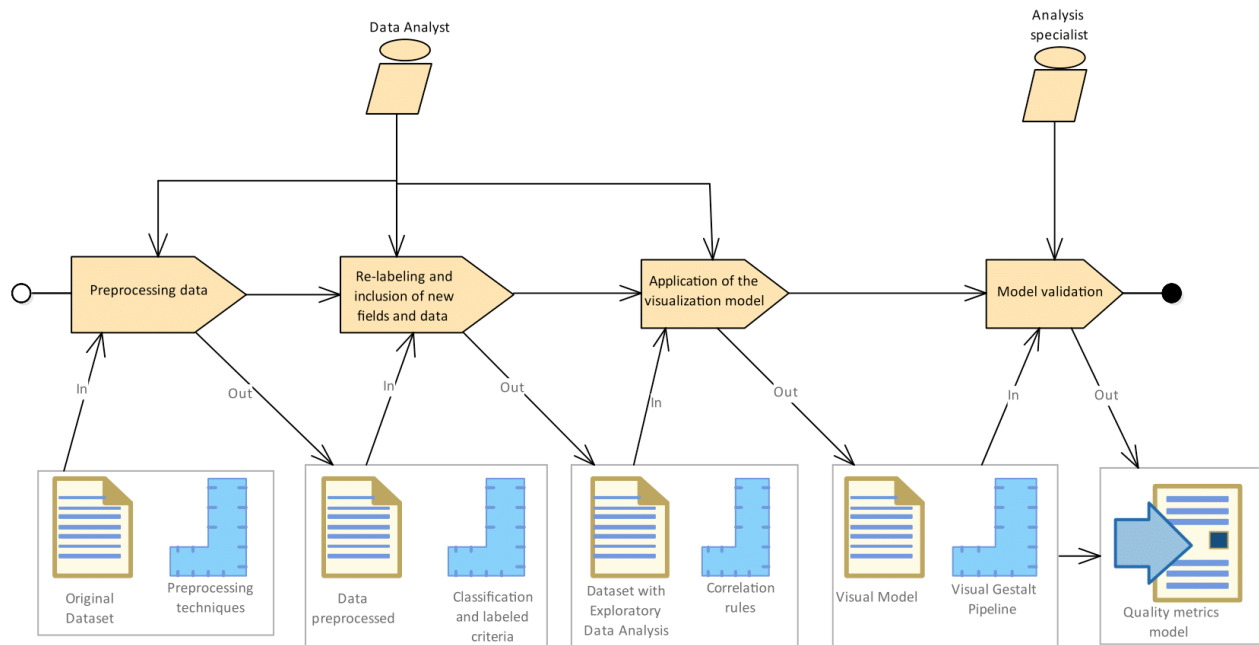 Data Analyst
Analysis
specialist
Preprocessing data
Re-labeling and
inclusion of new
fields and data
Application of the
visualization model
Model validation
In
Out
In
Out
In
Out
In
Out
Original
Dataset
Preprocessing
techniques
Data
preprocessed
Classification
and labeled
criteria
Dataset with
Exploratory
Data Analysis
Correlation
rules
Visual Model
Visual Gestalt
Pipeline
Quality metrics
model